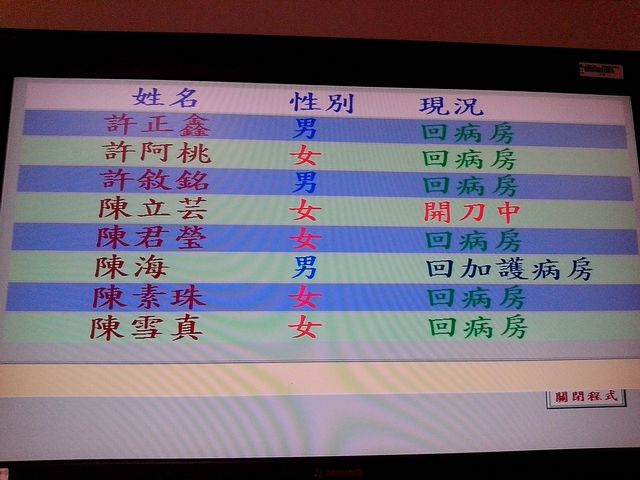 姓名 性別 現況
許正鑫 男 回病房
許阿桃 女 回病房
許敘銘 男 回病房
陳立芸 女 開刀中
陳君瑩 女 回病房
陳海 男 回加護病房
陳素珠 女 回病房
陳雪真 女 回病房
關閉程式